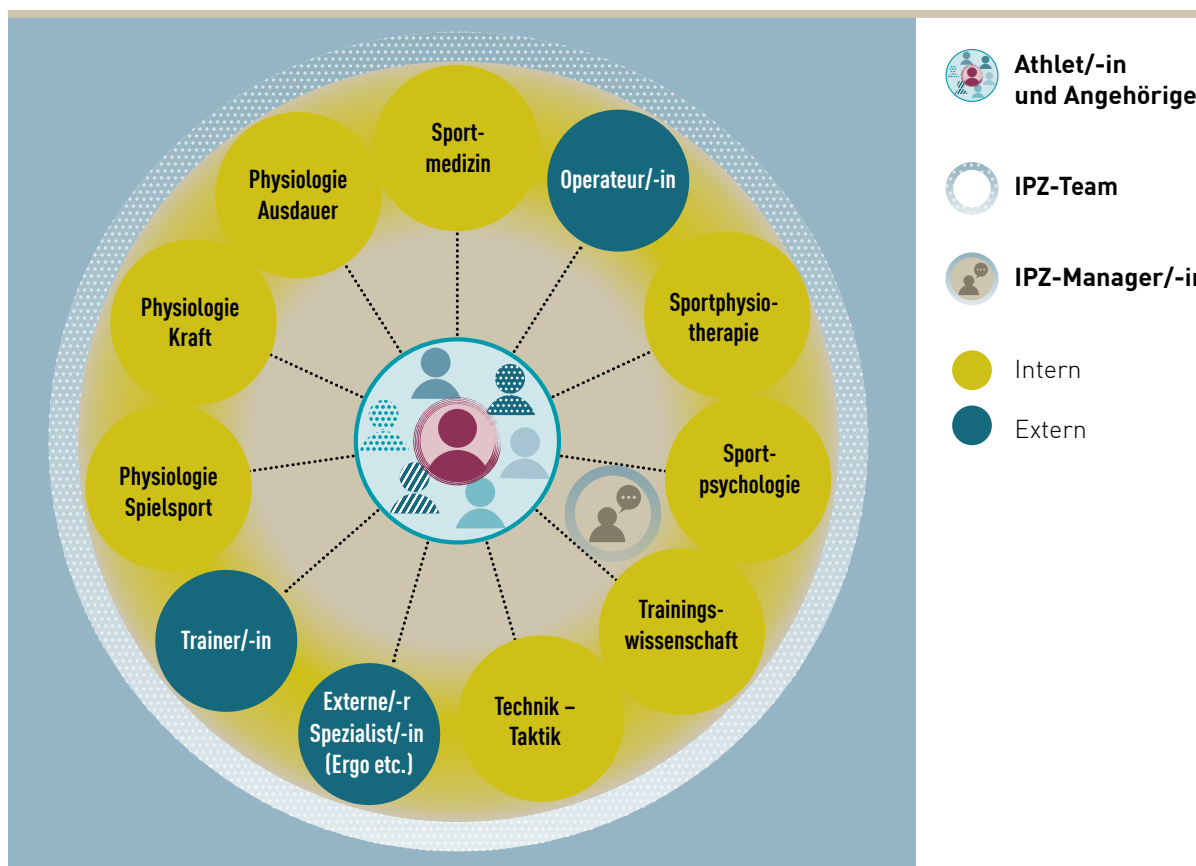 Sport-
medizin
Operateur/-in
Sportphysio-
therapie
Sport-
psychologie
Trainings-
wissenschaft
Technik –
Taktik
Externe/-r
Spezialist/-in
(Ergo etc.)
Trainer/-in
Physiologie
Spielsport
Physiologie
Kraft
Physiologie
Ausdauer
Athlet/-in
und Angehörige
IPZ-Team
IPZ-Manager/-in
Intern
Extern